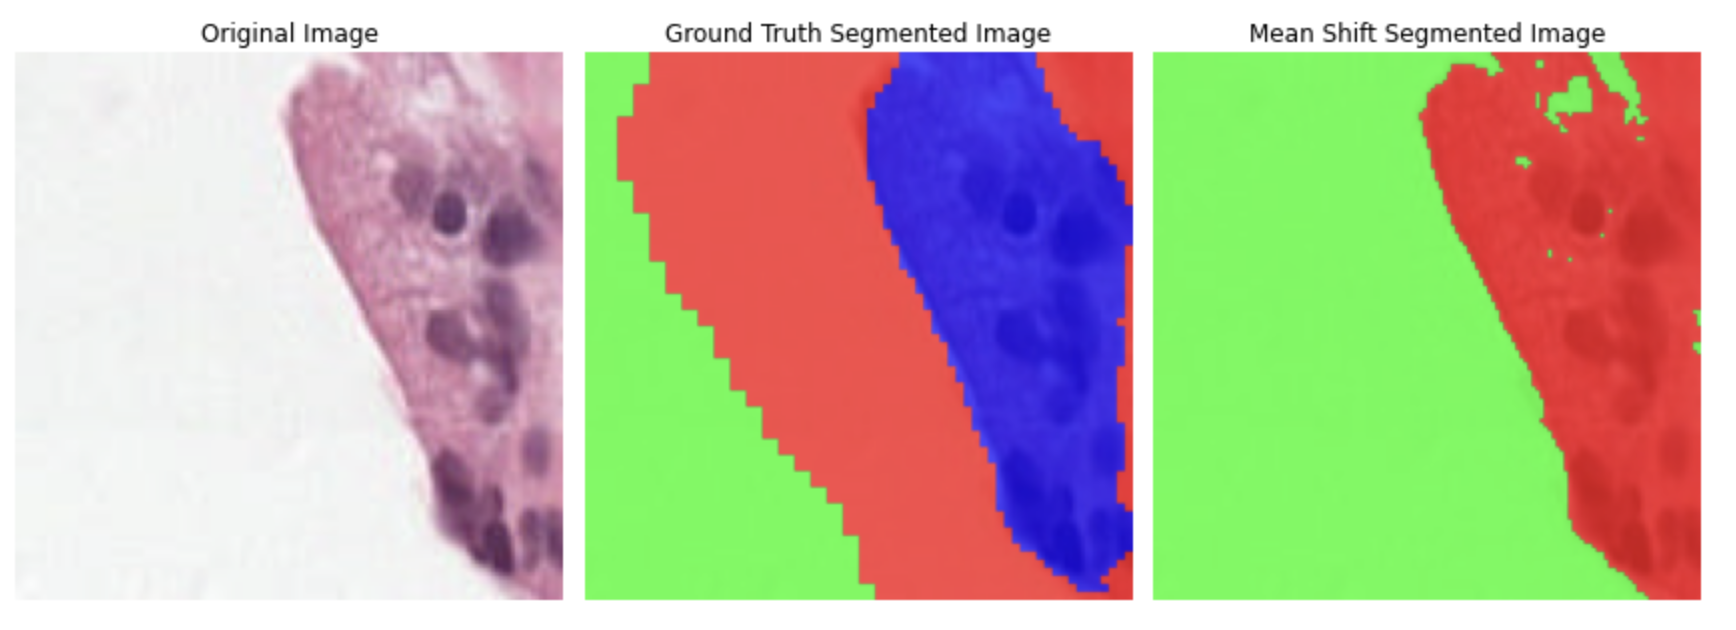 Original Image
Ground Truth Segmented Image
Mean Shift Segmented Image